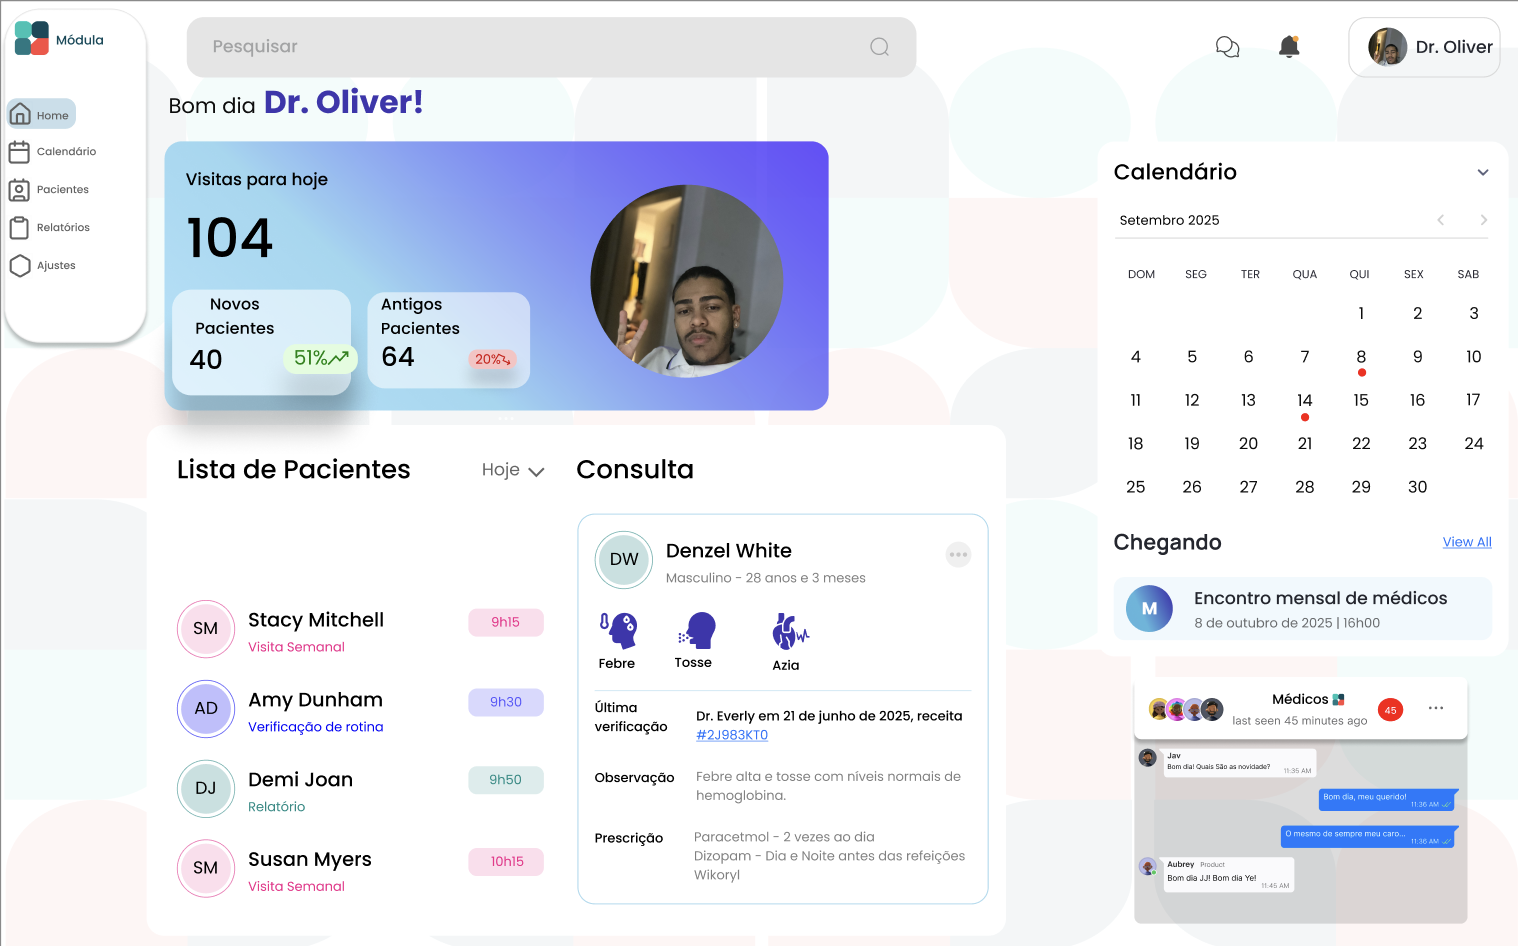 Módula
Home
Calendário
Pacientes
Relatórios
Ajustes
Pesquisar
Dr. Oliver
Bom dia Dr. Oliver!
Visitas para hoje
104
Novos
Pacientes
40
51%
Antigos
Pacientes
64
20%
Lista de Pacientes
Hoje
SM
Stacy Mitchell
Visita Semanal
9h15
AD
Amy Dunham
Verificação de rotina
9h30
DJ
Demi Joan
Relatório
9h50
SM
Susan Myers
Visita Semanal
10h15
Consulta
DW
Denzel White
Masculino - 28 anos e 3 meses
Febre
Tosse
Azia
Última
verificação
Dr. Everly em 21 de junho de 2025, receita
#2J983KT0
Observação
Febre alta e tosse com níveis normais de
hemoglobina.
Prescrição
Paracetmol - 2 vezes ao dia
Dizopam - Dia e Noite antes das refeições
Wikoryl
Calendário
Setembro 2025
DOM SEG TER QUA QUI SEX SAB
1 2 3
4 5 6 7 8 9 10
11 12 13 14 15 16 17
18 19 20 21 22 23 24
25 26 27 28 29 30
Chegando
View All
M
Encontro mensal de médicos
8 de outubro de 2025 | 16h00
Médicos
last seen 45 minutes ago
45
Jav
Bom dia! Quais São as novidade?
11:35 AM
Bom dia, meu querido!
11:36 AM
O mesmo de sempre meu caro...
11:36 AM
Aubrey Product
Bom dia JJ! Bom dia Ye!
11:45 AM